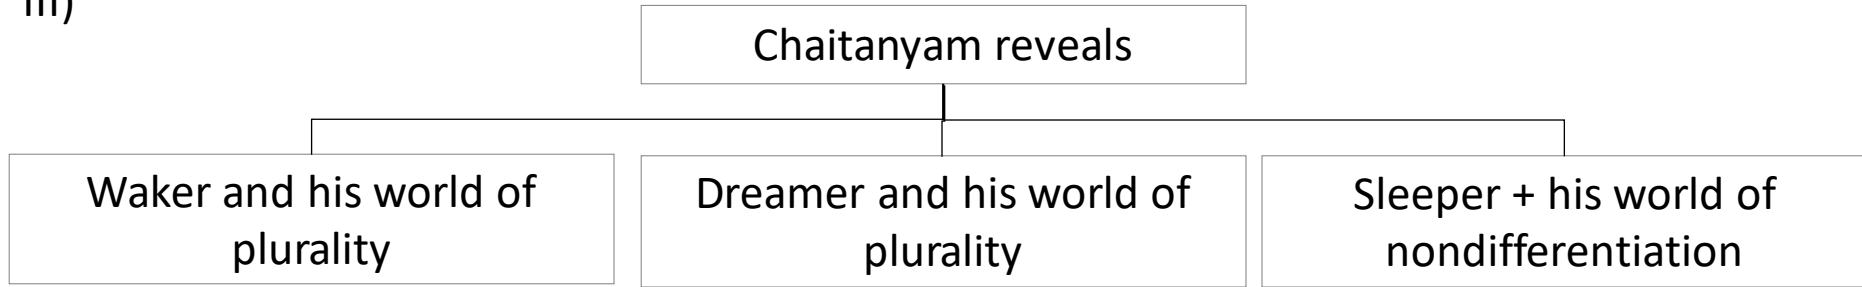 iii)
Chaitanyam reveals
Waker and his world of
plurality
Dreamer and his world of
plurality
Sleeper + his world of
nondifferentiation